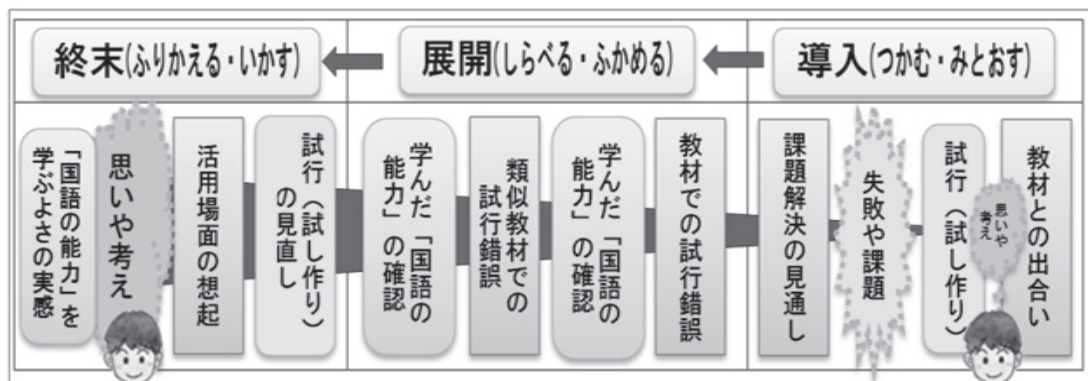 導入(つかむ・みとおす)
展開(しらべる・ふかめる)
終末(ふりかえる・いかす)
教材との出合い
思いや
考え
試行（試し作り）
失敗や課題
課題解決の見通し
教材での試行錯誤
学んだ「国語の
能力」の確認
類似教材での
試行錯誤
学んだ「国語の
能力」の確認
試行（試し作り）
の見直し
活用場面の想起
思いや考え
「国語の能力」を
学ぶよさの実感